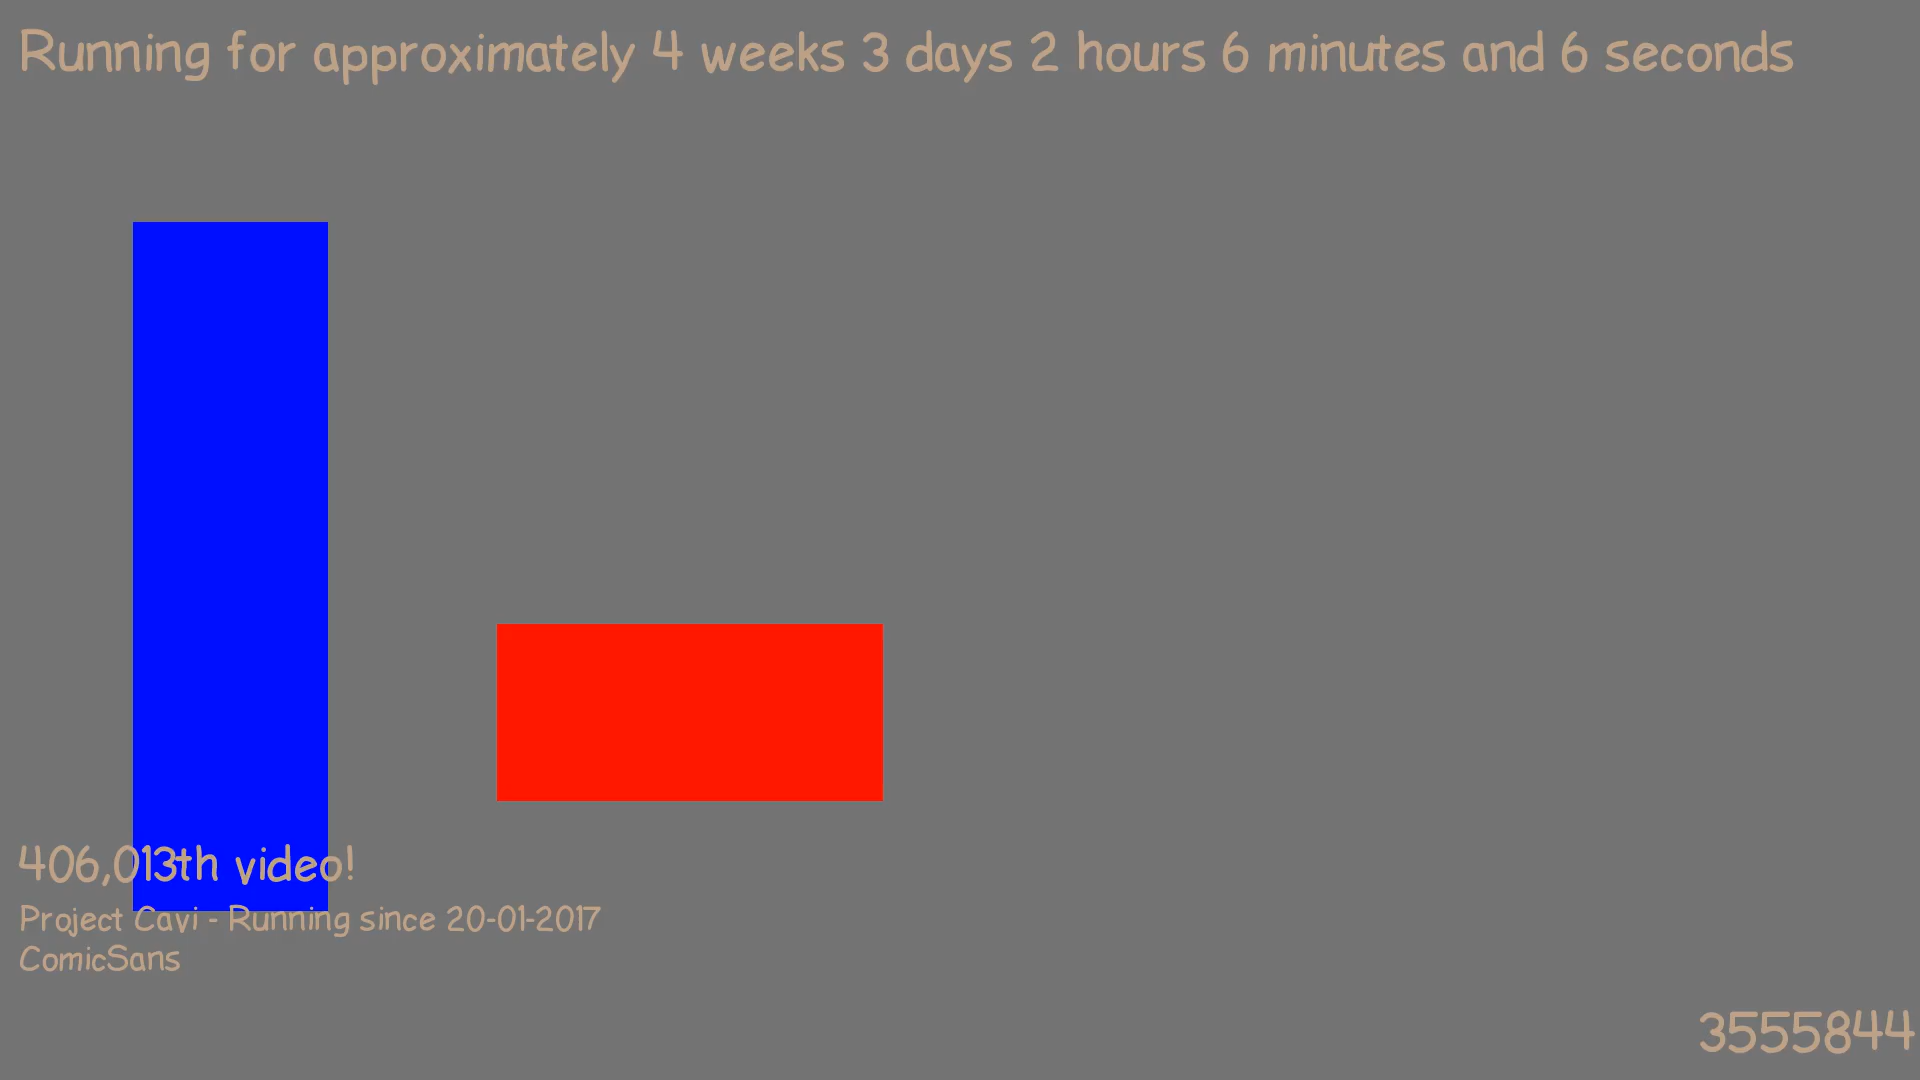 Running for approximately 4 weeks 3 days 2 hours 6 minutes and 6 seconds
406,013th video!
Project Cavi - Running since 20-01-2017
ComicSans
3555844